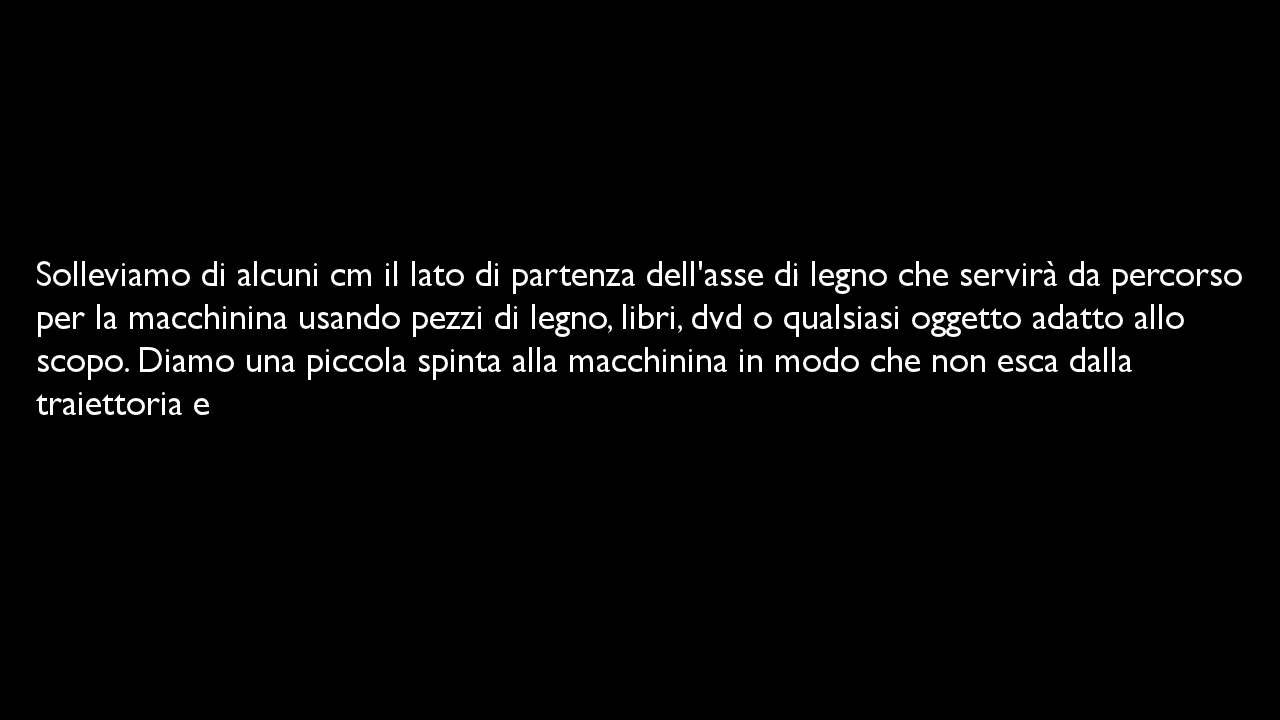 Solleviamo di alcuni cm il lato di partenza dell'asse di legno che servirà da percorso
per la macchinina usando pezzi di legno, libri, dvd o qualsiasi oggetto adatto allo
scopo. Diamo una piccola spinta alla macchinina in modo che non esca dalla
traiettoria e